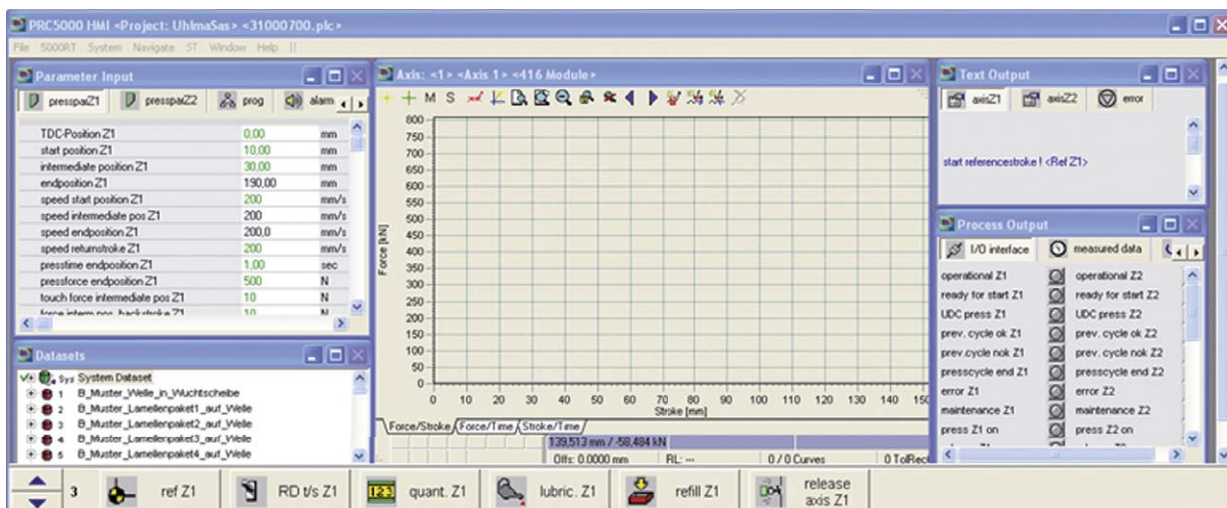 PRC5000 HMI <Project: UhlmaSas> <31000700.plc>
File 5000RT System Navigate ST Window Help ||
Parameter Input
presspaZ1 presspaZ2 prog alarm
TDC-Position Z1 0,00 mm
start position Z1 10,00 mm
intermediate position Z1 30,00 mm
endposition Z1 190,00 mm
speed start position Z1 200 mm/s
speed intermediate pos Z1 200 mm/s
speed endposition Z1 200,0 mm/s
speed returnstroke Z1 200 mm/s
presstime endposition Z1 1,00 sec
pressforce endposition Z1 500 N
touch force intermediate pos Z1 10 N
force interm pos. backstroke Z1 10 N
Datasets
Sys System Dataset
1 B_Muster_Welle_in_Wuchtscheibe
2 B_Muster_Lamellenpaket1_auf_Welle
3 B_Muster_Lamellenpaket2_auf_Welle
4 B_Muster_Lamellenpaket3_auf_Welle
5 B_Muster_Lamellenpaket4_auf_Welle
Axis: <1> <Axis 1> <416 Module>
M S
800
750
700
650
600
550
500
450
400
350
300
250
200
150
100
50
0
Force [kN]
0 10 20 30 40 50 60 70 80 90 100 110 120 130 140 150
Stroke [mm]
Force/Stroke Force/Time Stroke/Time
139,513 mm / -58,484 kN
Offs: 0.0000 mm RL: --- 0 / 0 Curves 0 TolRect
Text Output
axisZ1 axisZ2 error
start referencestroke ! <Ref Z1>
Process Output
I/O interface measured data
operational Z1 operational Z2
ready for start Z1 ready for start Z2
UDC press Z1 UDC press Z2
prev. cycle ok Z1 prev. cycle ok Z2
prev.cycle nok Z1 prev. cycle nok Z2
presscycle end Z1 presscycle end Z2
error Z1 error Z2
maintenance Z1 maintenance Z2
press Z1 on press Z2 on
3 ref Z1 RD t/s Z1 123 quant. Z1 lubric. Z1 refill Z1 release axis Z1